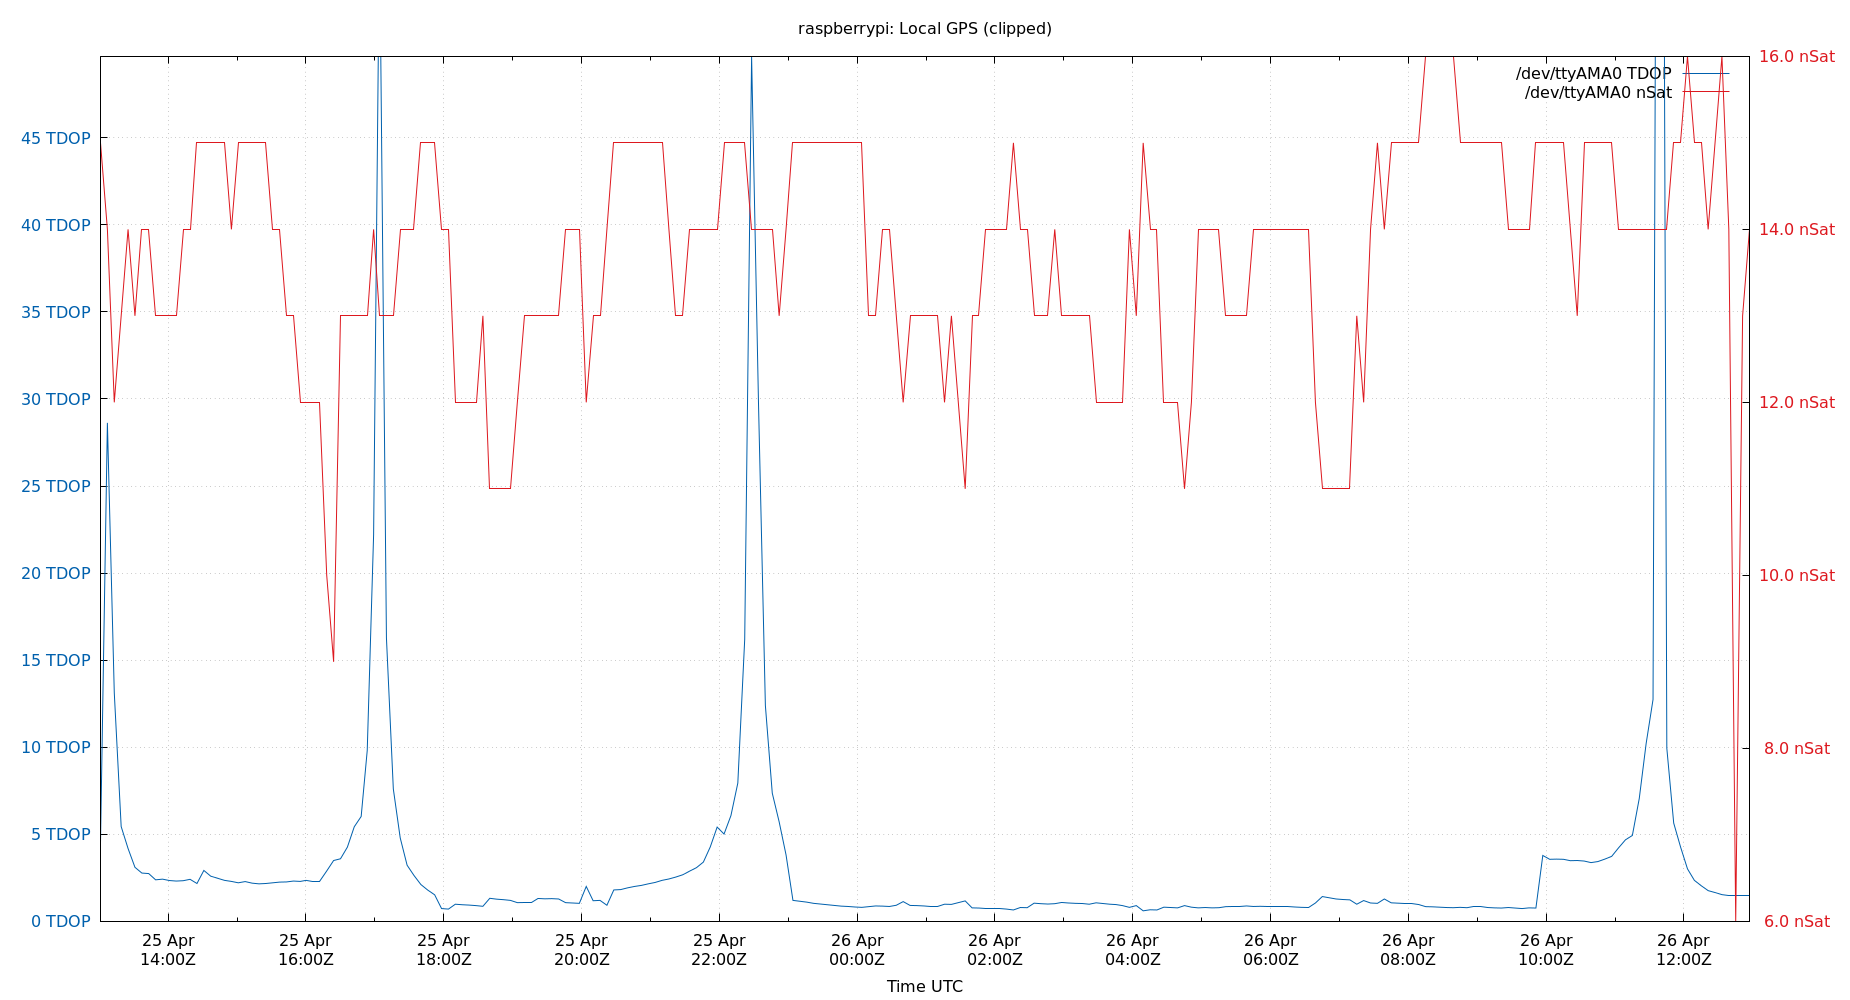 raspberrypi: Local GPS (clipped)
/dev/ttyAMA0 TDOP
/dev/ttyAMA0 nSat
45 TDOP
40 TDOP
35 TDOP
30 TDOP
25 TDOP
20 TDOP
15 TDOP
10 TDOP
5 TDOP
0 TDOP
16.0 nSat
14.0 nSat
12.0 nSat
10.0 nSat
8.0 nSat
6.0 nSat
25 Apr
14:00Z
25 Apr
16:00Z
25 Apr
18:00Z
25 Apr
20:00Z
25 Apr
22:00Z
26 Apr
00:00Z
26 Apr
02:00Z
26 Apr
04:00Z
26 Apr
06:00Z
26 Apr
08:00Z
26 Apr
10:00Z
26 Apr
12:00Z
Time UTC